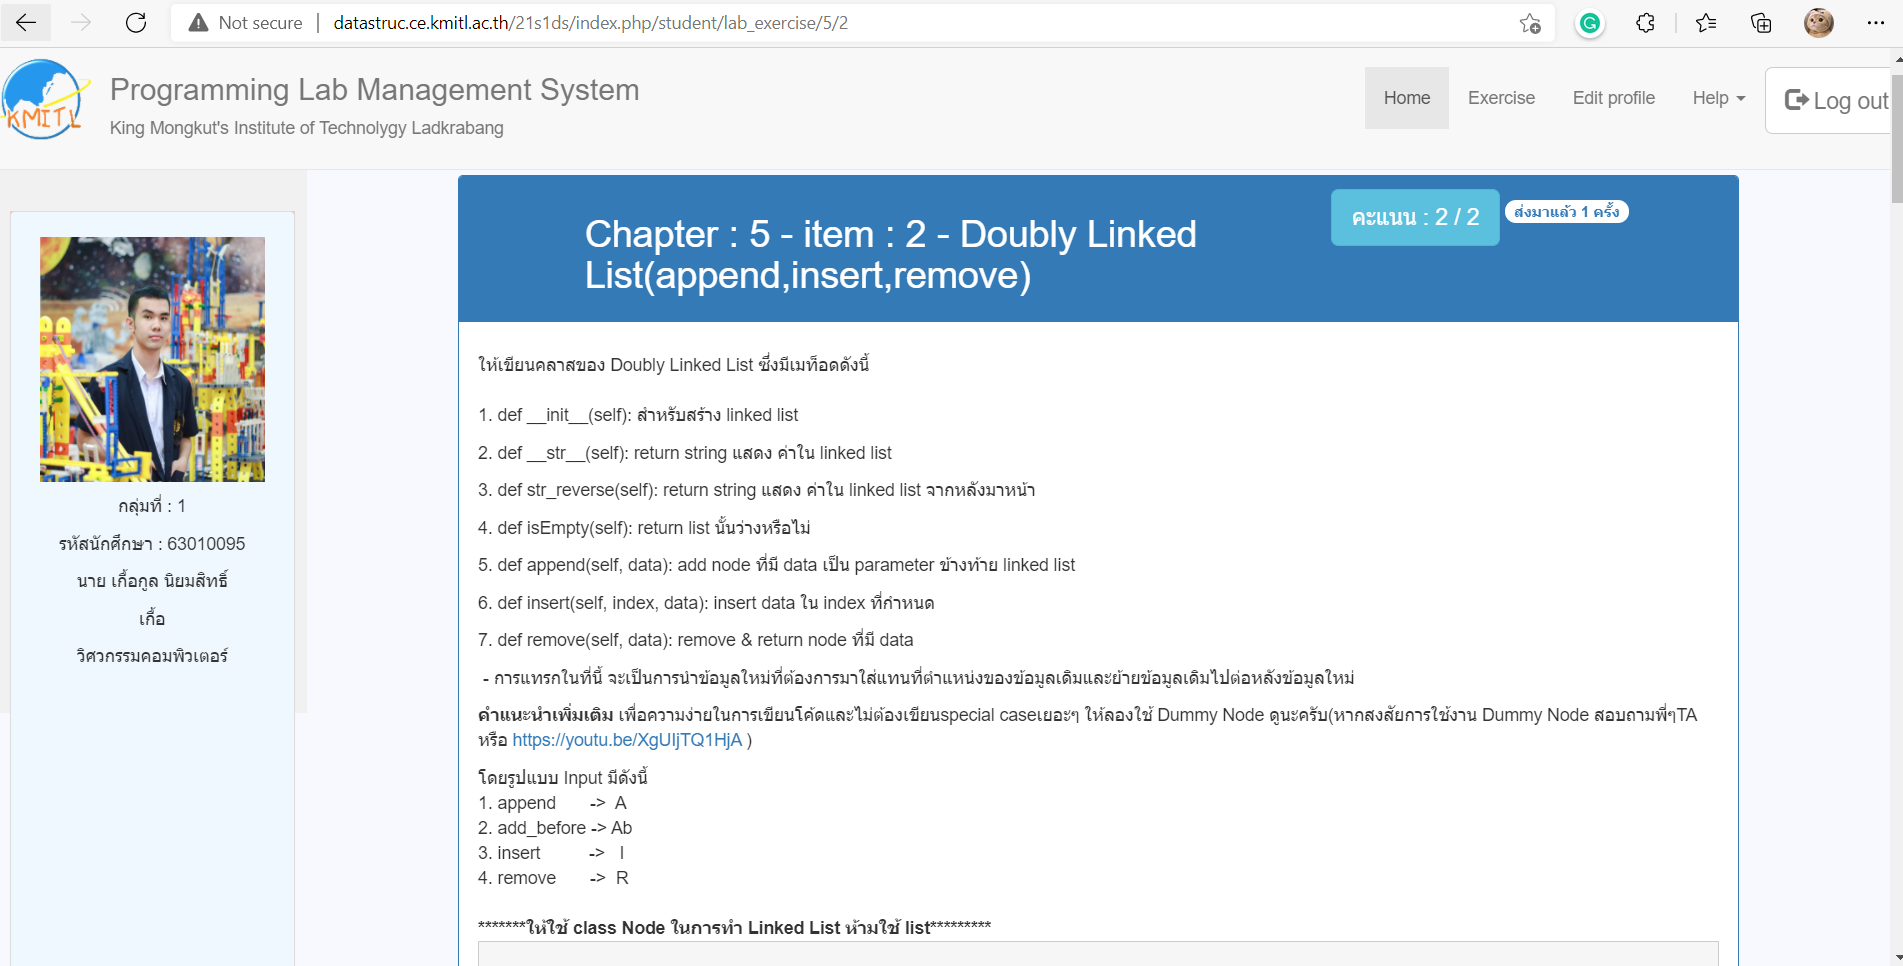 Not secure | datastruc.ce.kmitl.ac.th/21s1ds/index.php/student/lab_exercise/5/2
KMITL
Programming Lab Management System
King Mongkut's Institute of Technolygy Ladkrabang
Home
Exercise
Edit profile
Help
Log out
Chapter : 5 - item : 2 - Doubly Linked
List(append,insert,remove)
คะแนน : 2 / 2
ส่งมาแล้ว 1 ครั้ง
กลุ่มที่ : 1
รหัสนักศึกษา : 63010095
นาย เกื้อกูล นิยมสิทธิ์
เกื้อ
วิศวกรรมคอมพิวเตอร์
ให้เขียนคลาสของ Doubly Linked List ซึ่งมีเมท็อดดังนี้
1. def __init__(self): สำหรับสร้าง linked list
2. def __str__(self): return string แสดง ค่าใน linked list
3. def str_reverse(self): return string แสดง ค่าใน linked list จากหลังมาหน้า
4. def isEmpty(self): return list นั้นว่างหรือไม่
5. def append(self, data): add node ที่มี data เป็น parameter ข้างท้าย linked list
6. def insert(self, index, data): insert data ใน index ที่กำหนด
7. def remove(self, data): remove & return node ที่มี data
- การแทรกในที่นี้ จะเป็นการนำข้อมูลใหม่ที่ต้องการมาใส่แทนที่ตำแหน่งของข้อมูลเดิมและย้ายข้อมูลเดิมไปต่อหลังข้อมูลใหม่
คำแนะนำเพิ่มเติม เพื่อความง่ายในการเขียนโค้ดและไม่ต้องเขียนspecial caseเยอะๆ ให้ลองใช้ Dummy Node ดูนะครับ(หากสงสัยการใช้งาน Dummy Node สอบถามพี่ๆTA
หรือ https://youtu.be/XgUIjTQ1HjA )
โดยรูปแบบ Input มีดังนี้
1. append -> A
2. add_before -> Ab
3. insert -> I
4. remove -> R
*******ให้ใช้ class Node ในการทำ Linked List ห้ามใช้ list*********